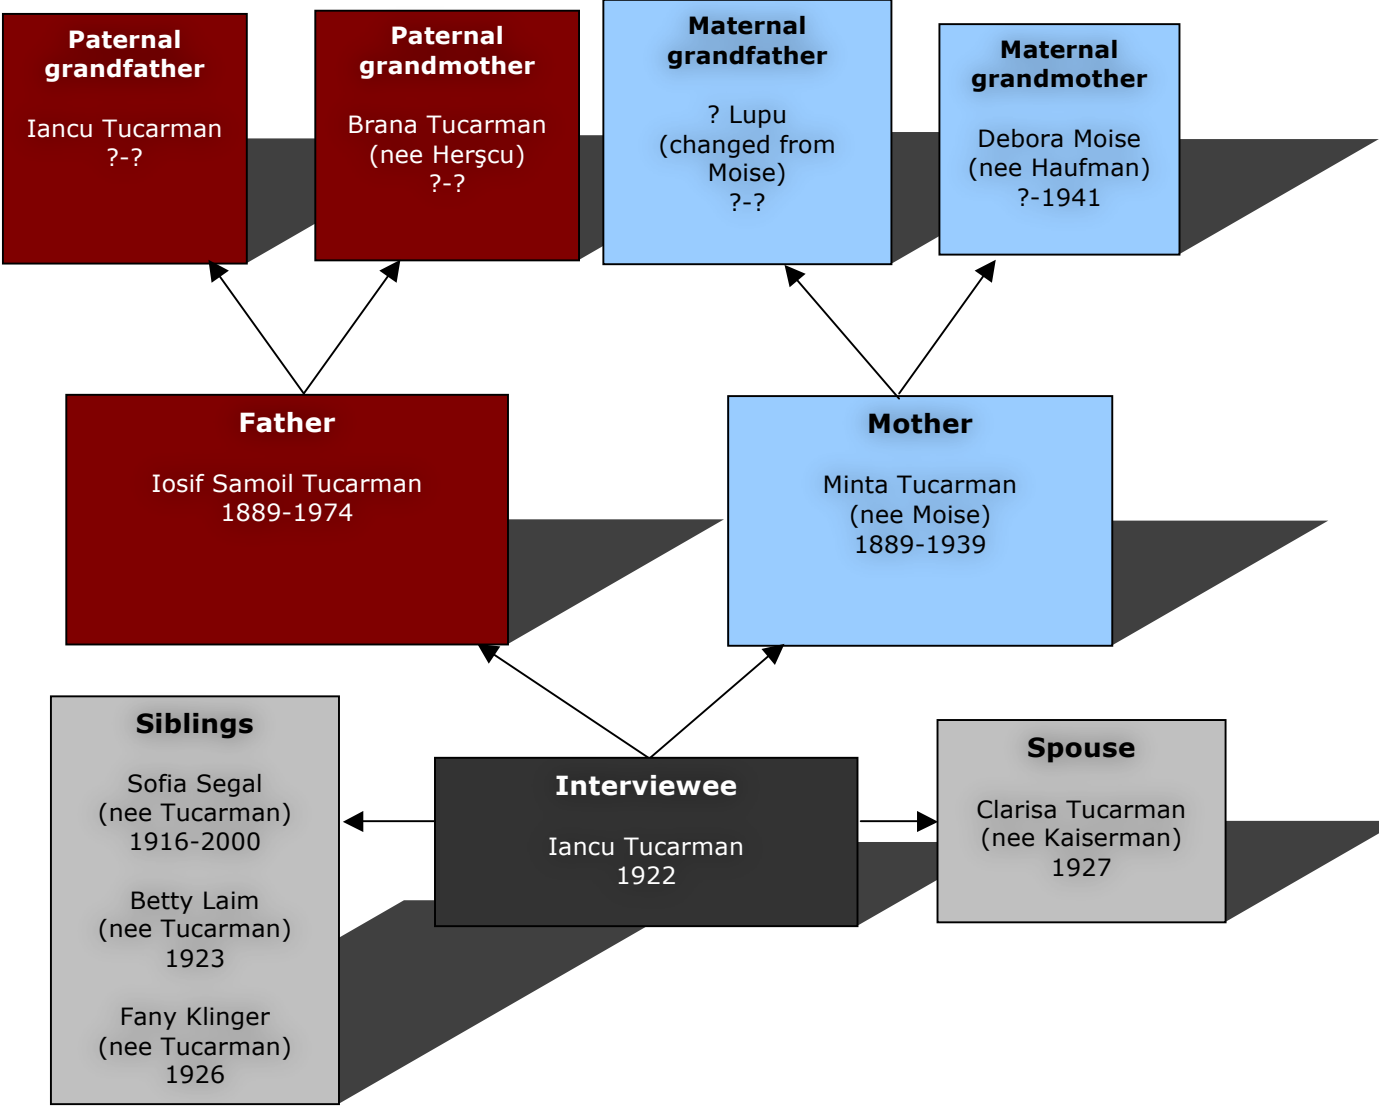 Paternal
grandfather
Iancu Tucarman
?-?
Paternal
grandmother
Brana Tucarman
(nee Herşcu)
?-?
Maternal
grandfather
? Lupu
(changed from
Moise)
?-?
Maternal
grandmother
Debora Moise
(nee Haufman)
?-1941
Father
Iosif Samoil Tucarman
1889-1974
Mother
Minta Tucarman
(nee Moise)
1889-1939
Siblings
Sofia Segal
(nee Tucarman)
1916-2000
Betty Laim
(nee Tucarman)
1923
Fany Klinger
(nee Tucarman)
1926
Interviewee
Iancu Tucarman
1922
Spouse
Clarisa Tucarman
(nee Kaiserman)
1927